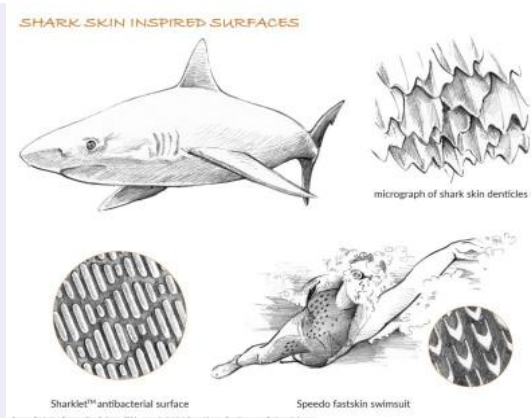 SHARK SKIN INSPIRED SURFACES
micrograph of shark skin denticles
Sharklet™ antibacterial surface
Speedo fastskin swimsuit